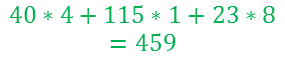 40 * 4 + 115 * 1 + 23 * 8
= 459